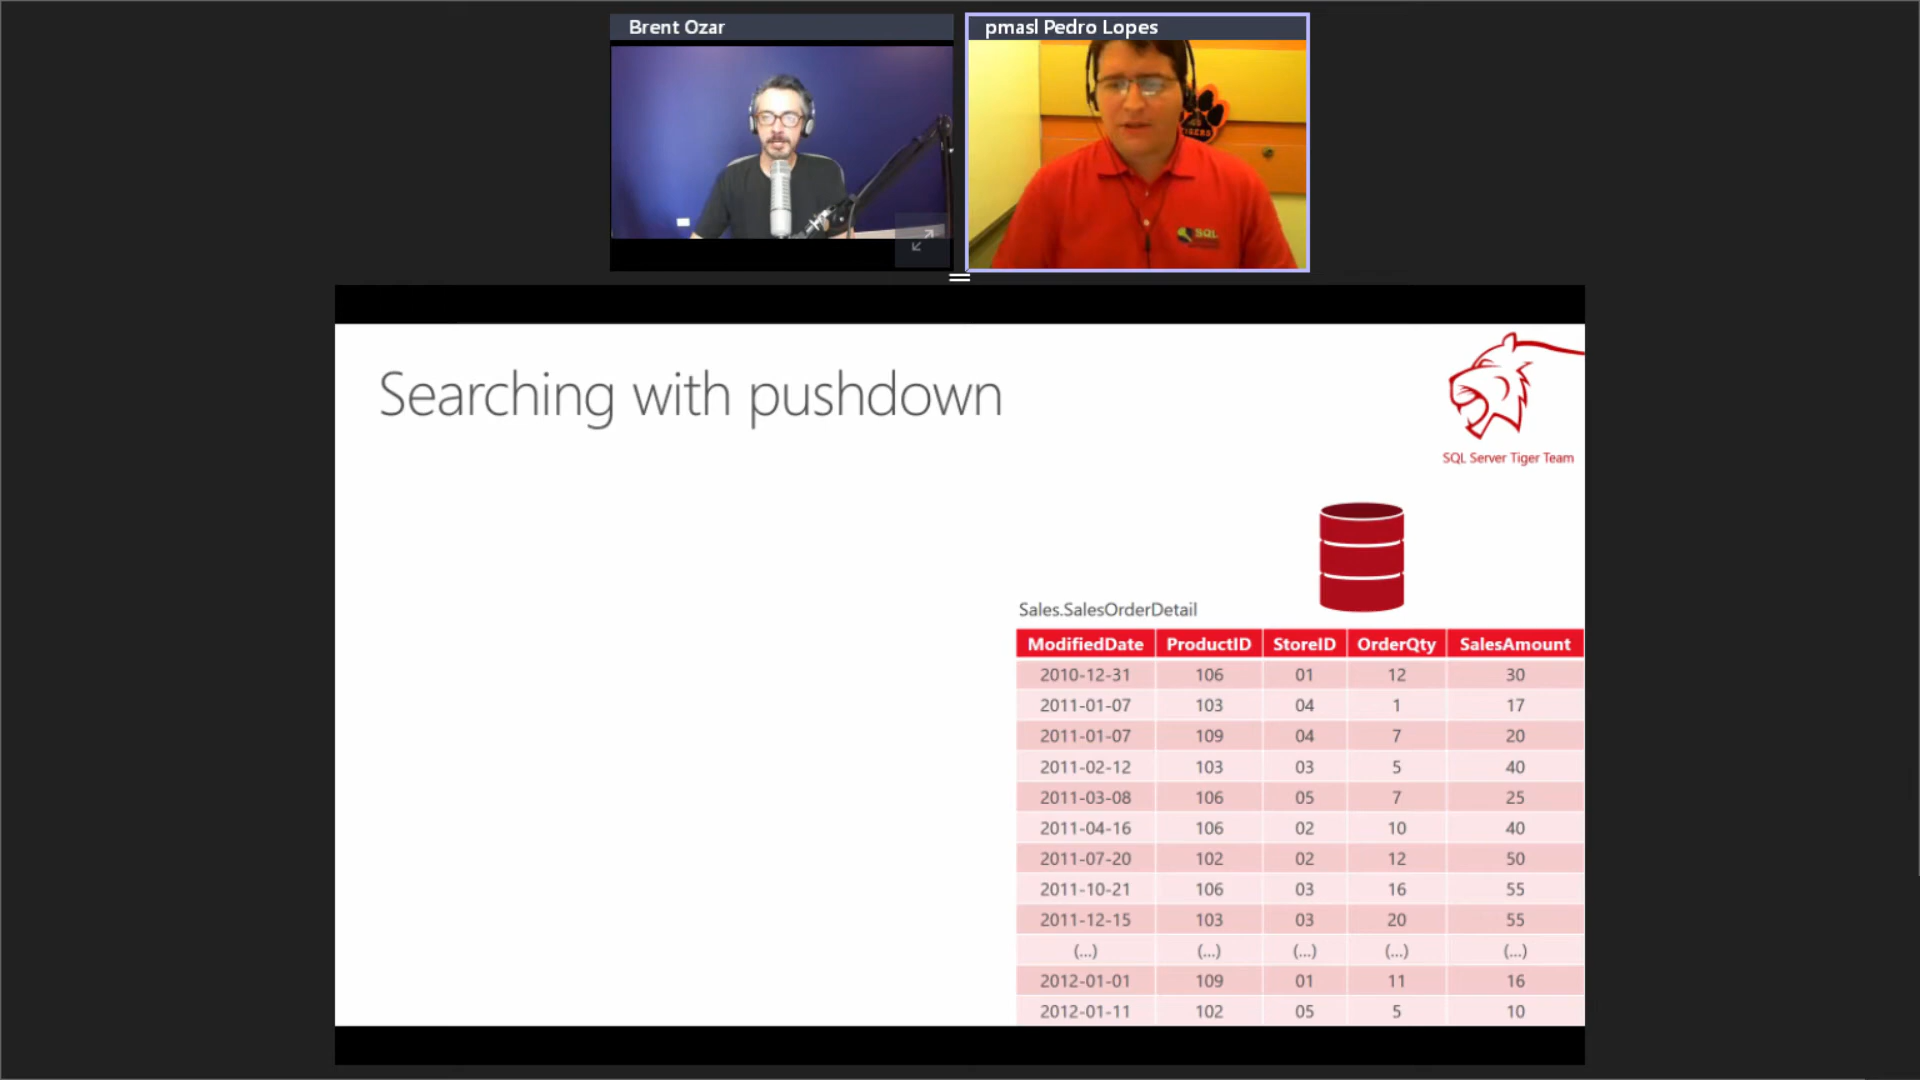 Brent Ozar
pmasl Pedro Lopes
TIGERS
SQL
Searching with pushdown
SQL Server Tiger Team
Sales.SalesOrderDetail
ModifiedDate ProductID StoreID OrderQty SalesAmount
2010-12-31 106 01 12 30
2011-01-07 103 04 1 17
2011-01-07 109 04 7 20
2011-02-12 103 03 5 40
2011-03-08 106 05 7 25
2011-04-16 106 02 10 40
2011-07-20 102 02 12 50
2011-10-21 106 03 16 55
2011-12-15 103 03 20 55
(...) (...) (...) (...) (...)
2012-01-01 109 01 11 16
2012-01-11 102 05 5 10